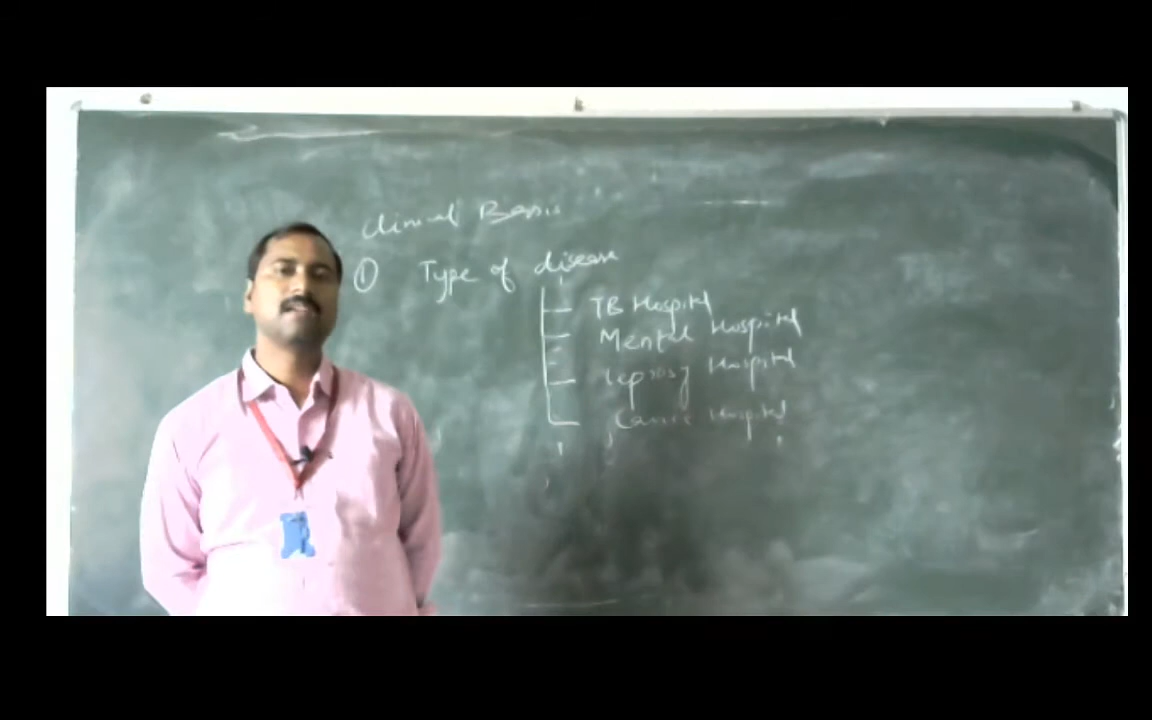 Clinical Basis
① Type of disease
TB Hospital
Mental Hospital
Leprosy Hospital
Cancer Hospital